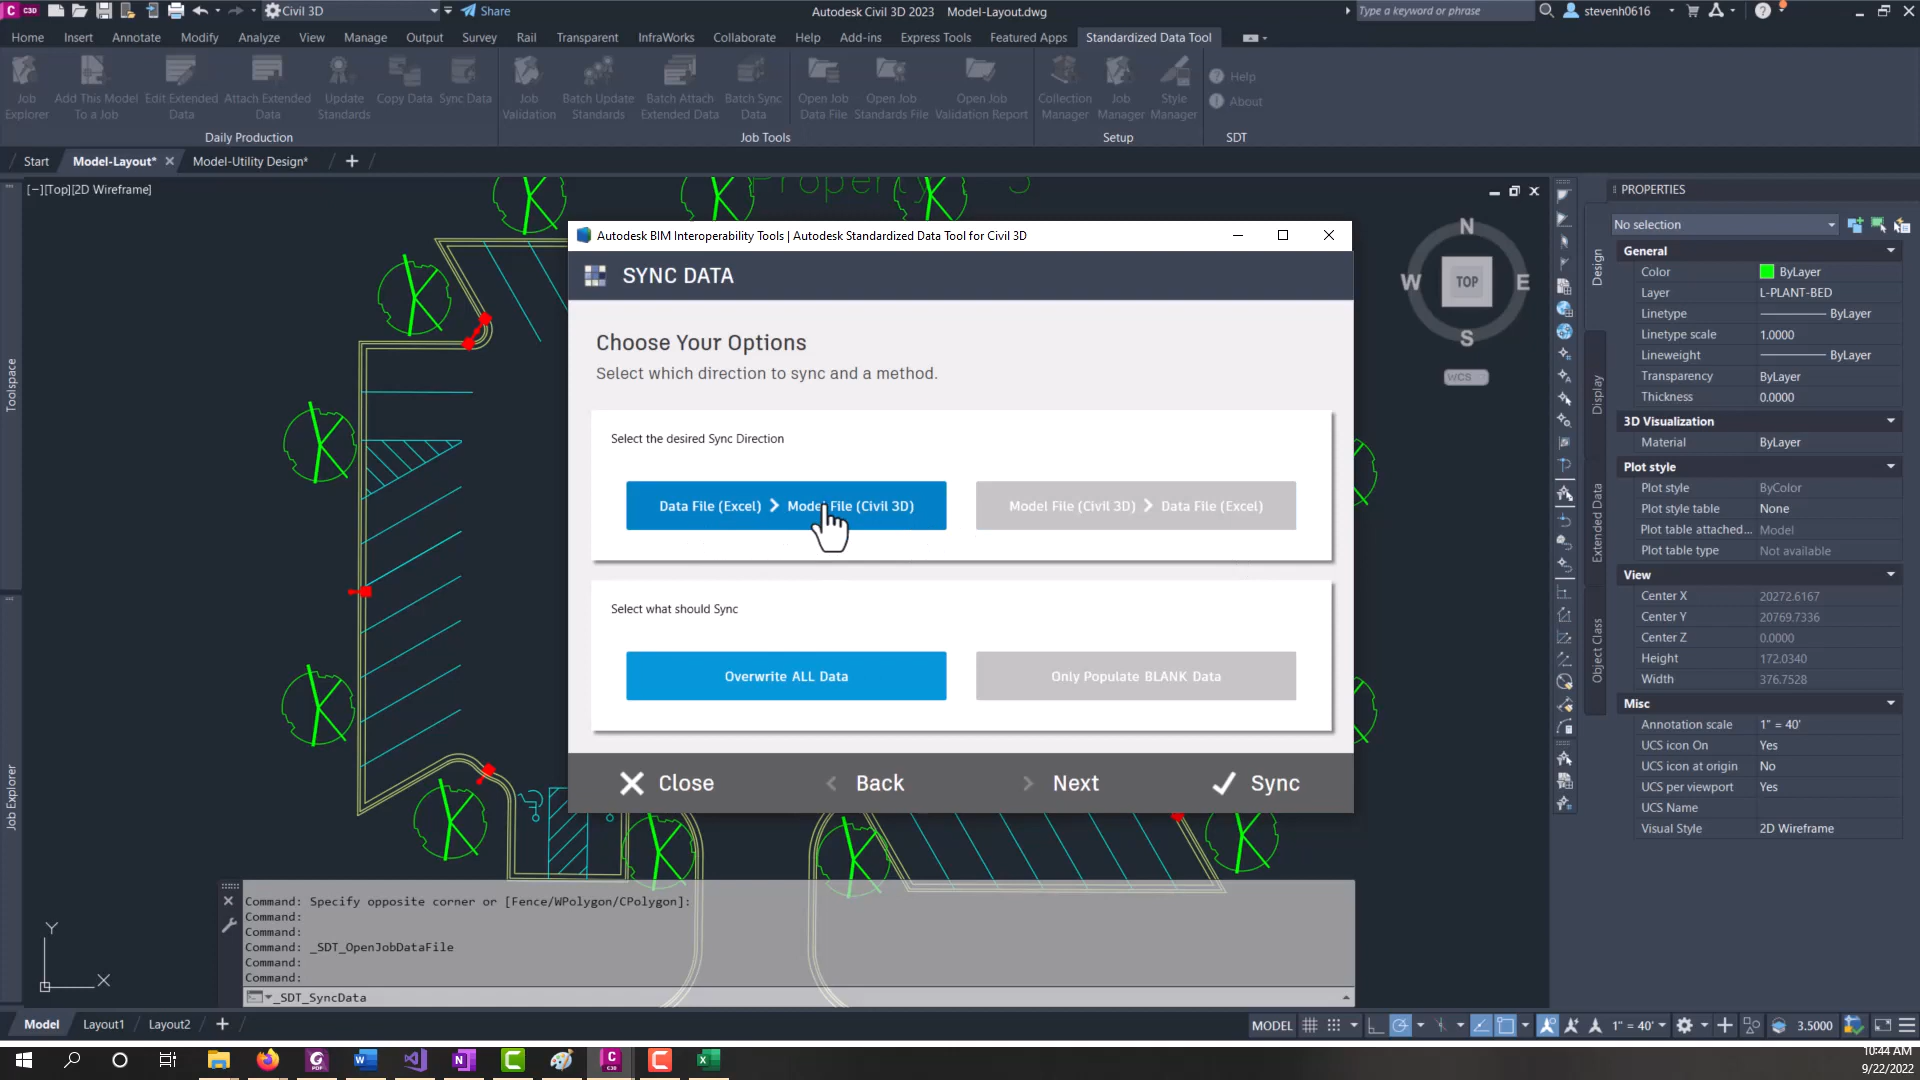 C C3D Civil 3D Share Autodesk Civil 3D 2023 Model-Layout.dwg Type a keyword or phrase stevenh0616
Home Insert Annotate Modify Analyze View Manage Output Survey Rail Transparent InfraWorks Collaborate Help Add-ins Express Tools Featured Apps Standardized Data Tool
Job Explorer
Add This Model To a Job
Edit Extended Data
Attach Extended Data
Update Standards
Copy Data
Sync Data
Job Validation
Batch Update Standards
Batch Attach Extended Data
Batch Sync Data
Open Job Data File
Open Job Standards File
Open Job Validation Report
Collection Manager
Job Manager
Style Manager
Help
About
Daily Production Job Tools Setup SDT
Start Model-Layout* Model-Utility Design*
[−][Top][2D Wireframe]
Toolspace
Job Explorer
Autodesk BIM Interoperability Tools | Autodesk Standardized Data Tool for Civil 3D
SYNC DATA
Choose Your Options
Select which direction to sync and a method.
Select the desired Sync Direction
Data File (Excel) > Model File (Civil 3D)
Model File (Civil 3D) > Data File (Excel)
Select what should Sync
Overwrite ALL Data
Only Populate BLANK Data
Close
< Back
> Next
Sync
N
W TOP E
S
WCS
PROPERTIES
No selection
Design
Display
Extended Data
Object Class
General
Color ByLayer
Layer L-PLANT-BED
Linetype ByLayer
Linetype scale 1.0000
Lineweight ByLayer
Transparency ByLayer
Thickness 0.0000
3D Visualization
Material ByLayer
Plot style
Plot style ByColor
Plot style table None
Plot table attached... Model
Plot table type Not available
View
Center X 20272.6167
Center Y 20769.7336
Center Z 0.0000
Height 172.0340
Width 376.7528
Misc
Annotation scale 1" = 40'
UCS icon On Yes
UCS icon at origin No
UCS per viewport Yes
UCS Name
Visual Style 2D Wireframe
Command: Specify opposite corner or [Fence/WPolygon/CPolygon]:
Command:
Command:
Command: _SDT_OpenJobDataFile
Command:
Command:
_SDT_SyncData
Y
X
Model Layout1 Layout2
MODEL 1" = 40' 3.5000
10:44 AM
9/22/2022